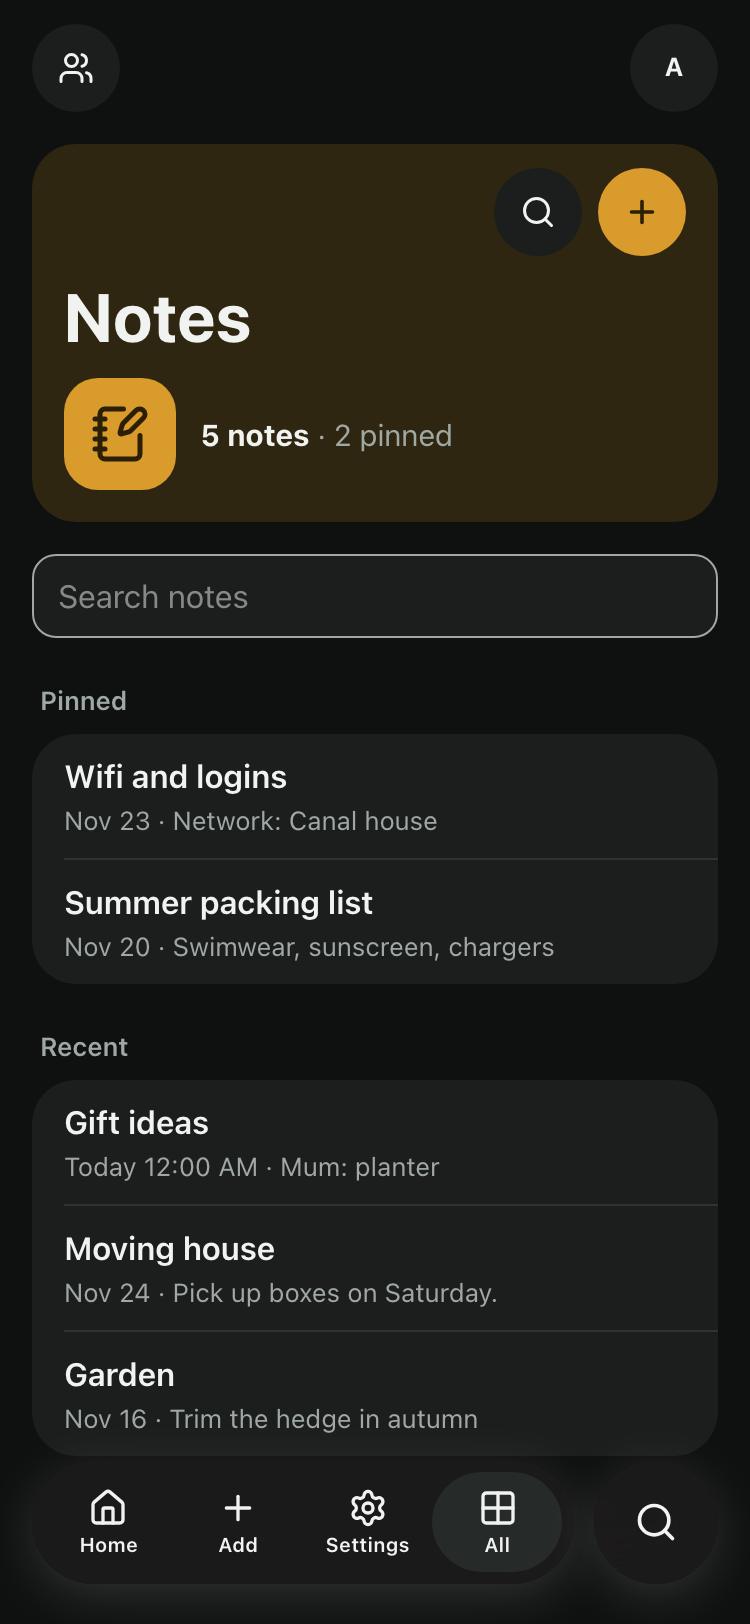 A
Notes
5 notes · 2 pinned
Search notes
Pinned
Wifi and logins
Nov 23 · Network: Canal house
Summer packing list
Nov 20 · Swimwear, sunscreen, chargers
Recent
Gift ideas
Today 12:00 AM · Mum: planter
Moving house
Nov 24 · Pick up boxes on Saturday.
Garden
Nov 16 · Trim the hedge in autumn
Home Add Settings All